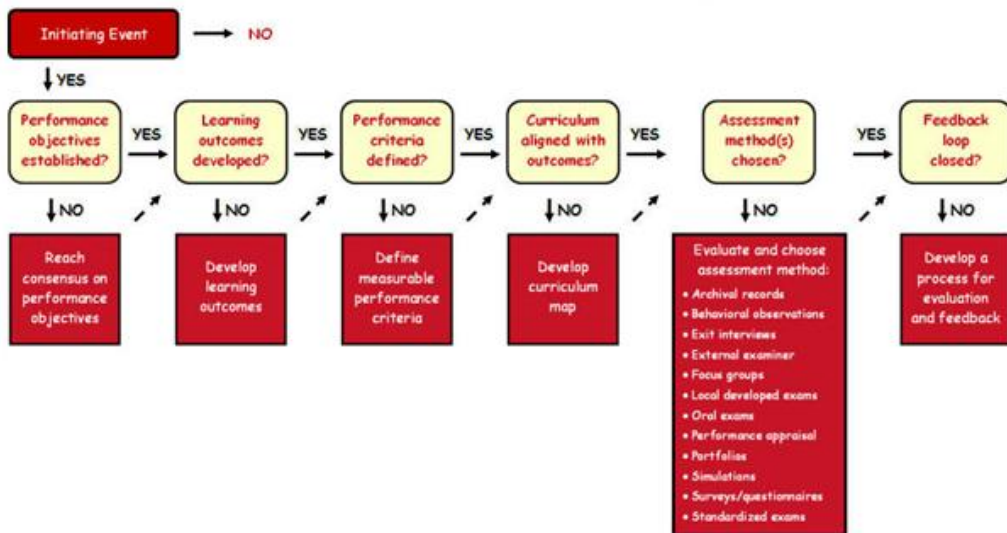 Initiating Event
NO
YES
Performance
objectives
established?
YES
Learning
outcomes
developed?
YES
Performance
criteria
defined?
YES
Curriculum
aligned with
outcomes?
YES
Assessment
method(s)
chosen?
YES
Feedback
loop
closed?
NO
NO
NO
NO
NO
NO
Reach
consensus on
performance
objectives
Develop
learning
outcomes
Define
measurable
performance
criteria
Develop
curriculum
map
Evaluate and choose
assessment method:
• Archival records
• Behavioral observations
• Exit interviews
• External examiner
• Focus groups
• Local developed exams
• Oral exams
• Performance appraisal
• Portfolios
• Simulations
• Surveys/questionnaires
• Standardized exams
Develop a
process for
evaluation
and feedback